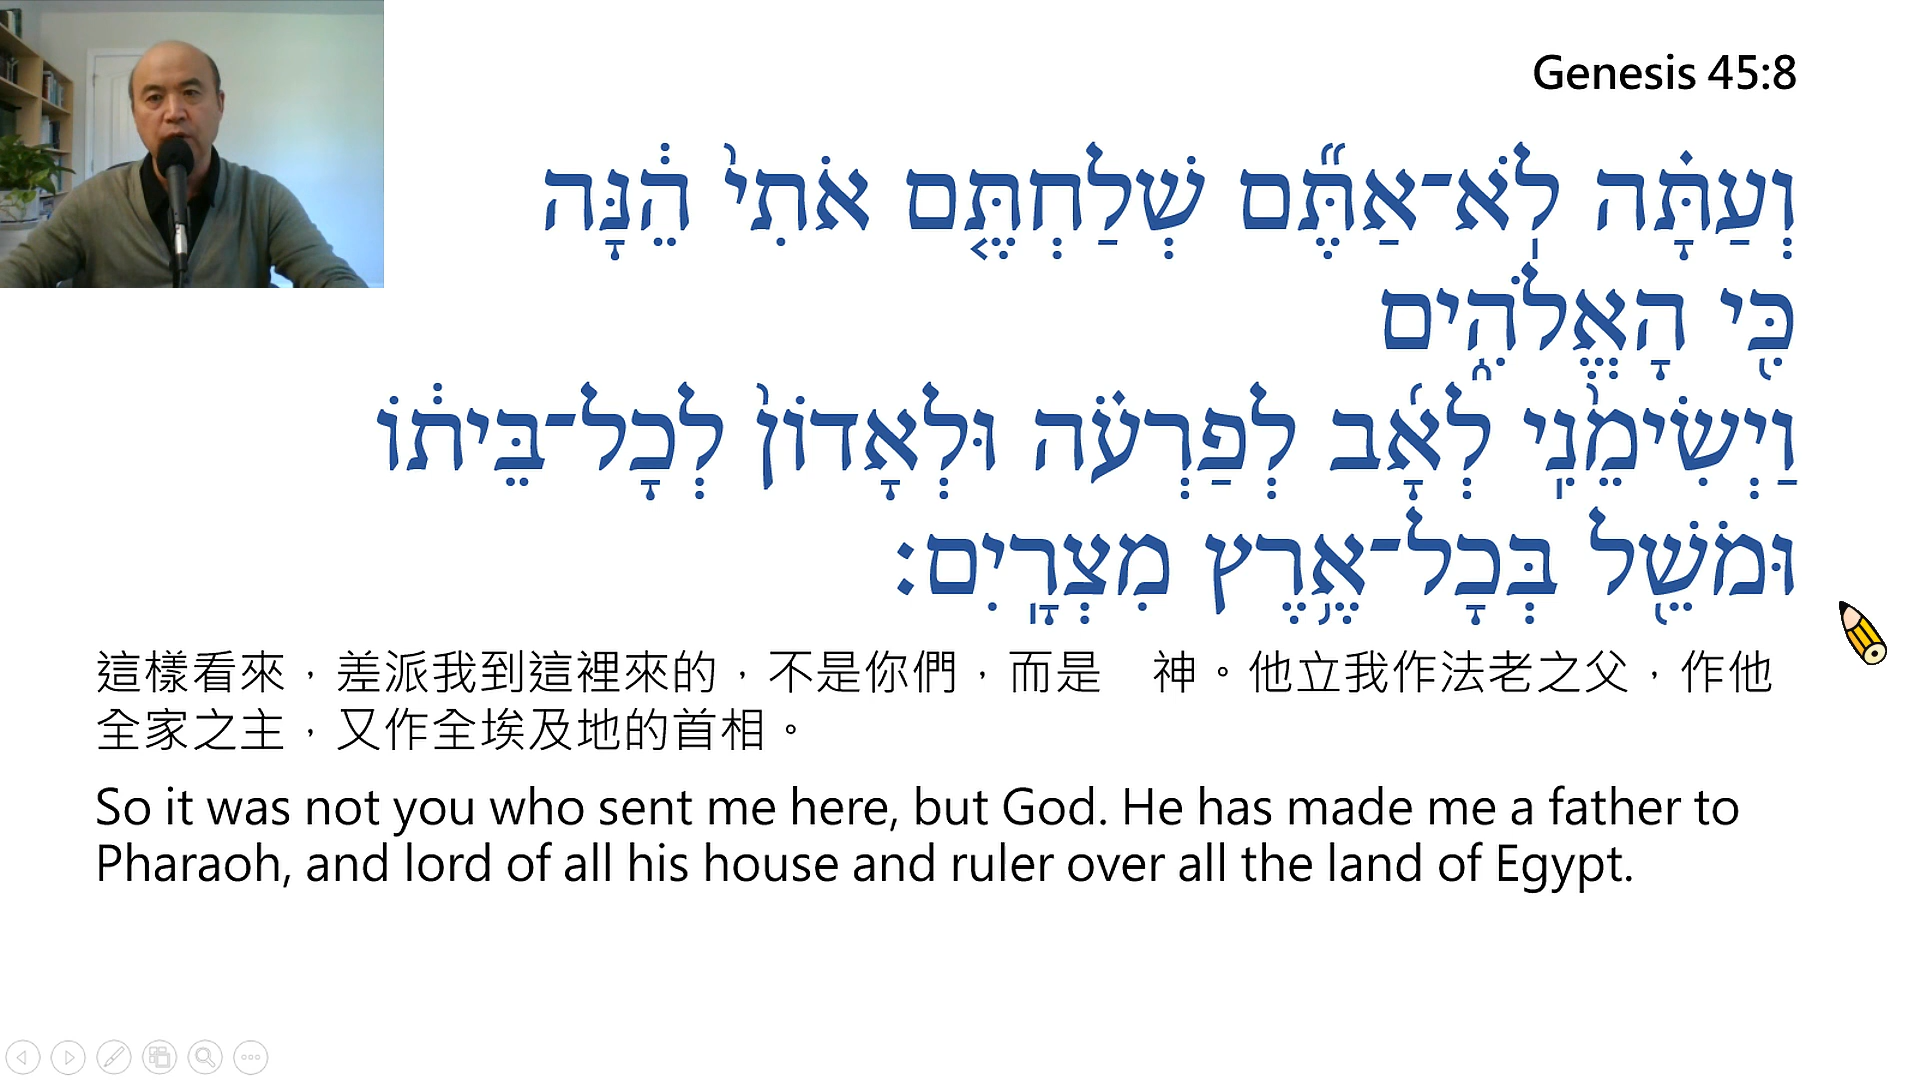 Genesis 45:8
וְעַתָּ֗ה לֹֽא־אַתֶּ֞ם שְׁלַחְתֶּ֤ם אֹתִי֙ הֵ֔נָּה
כִּ֖י הָאֱלֹהִ֑ים
וַיְשִׂימֵ֨נִֽי לְאָ֜ב לְפַרְעֹ֗ה וּלְאָדוֹן֙ לְכָל־בֵּית֔וֹ
וּמֹשֵׁ֖ל בְּכָל־אֶ֥רֶץ מִצְרָֽיִם׃
這樣看來，差派我到這裡來的，不是你們，而是　神。他立我作法老之父，作他
全家之主，又作全埃及地的首相。
So it was not you who sent me here, but God. He has made me a father to
Pharaoh, and lord of all his house and ruler over all the land of Egypt.